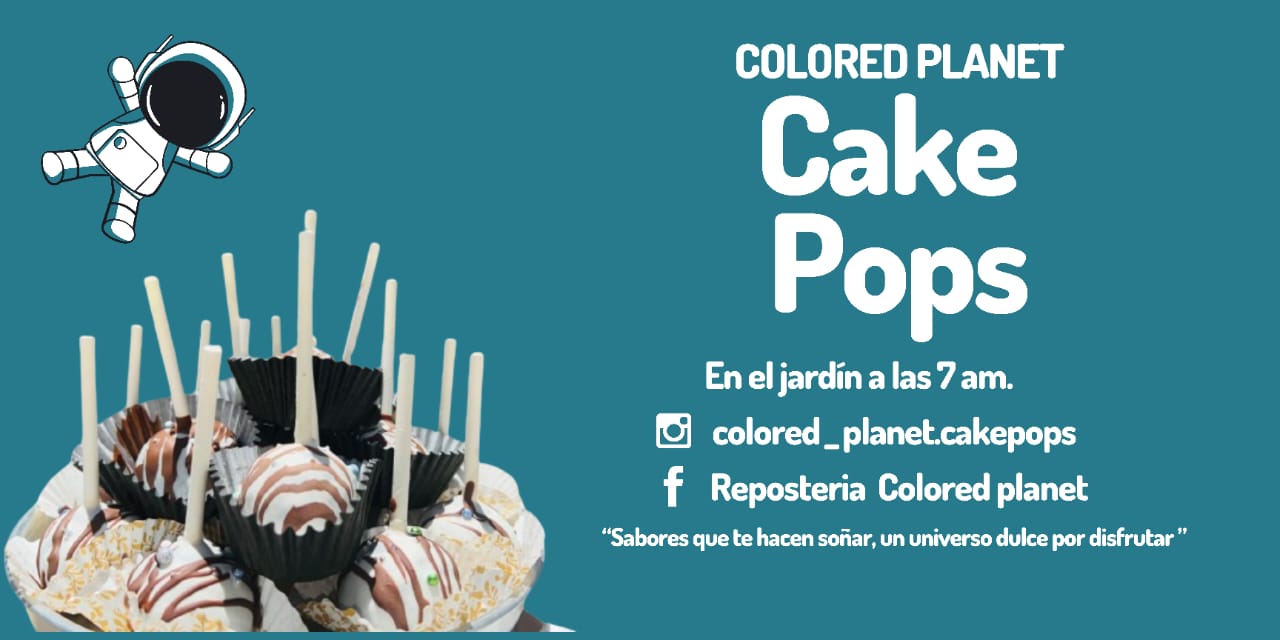 COLORED PLANET
Cake
Pops
En el jardín a las 7 am.
colored_planet.cakepops
Reposteria Colored planet
“Sabores que te hacen soñar, un universo dulce por disfrutar”